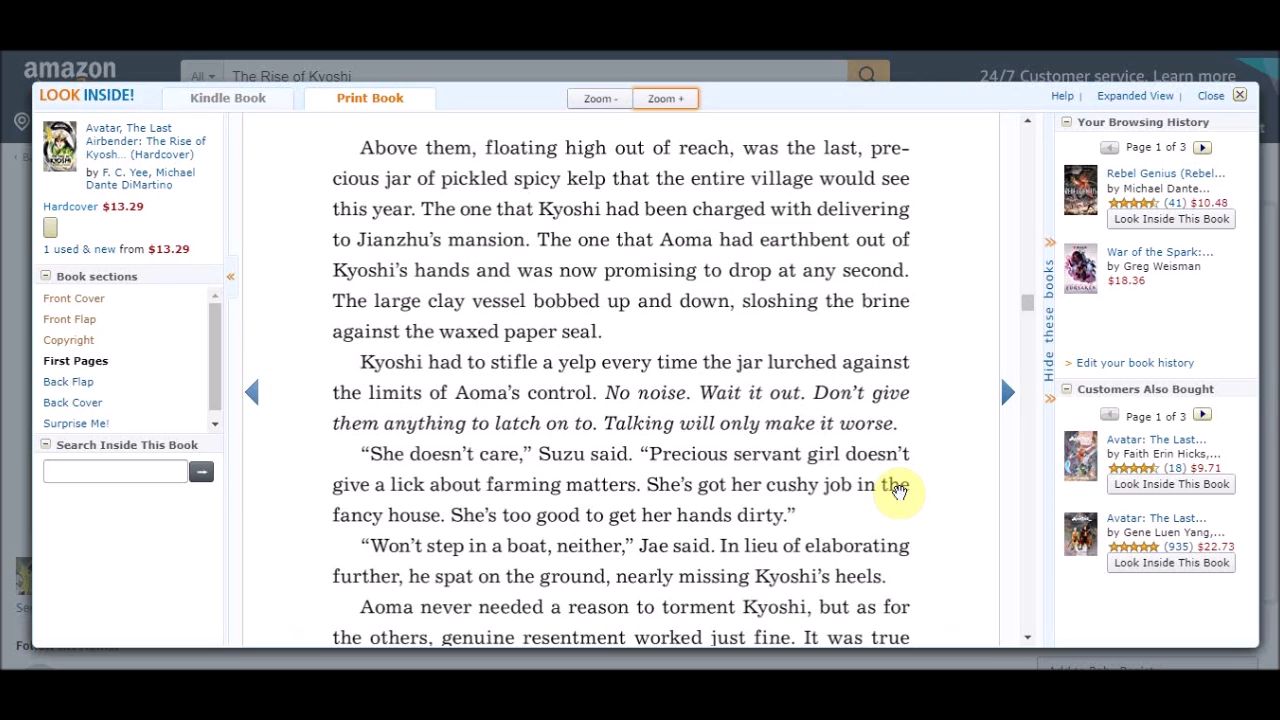 amazon
All
The Rise of Kyoshi
24/7 Customer service. Learn more
LOOK INSIDE!
Kindle Book
Print Book
Zoom -
Zoom +
Help |
Expanded View |
Close
Avatar, The Last
Airbender: The Rise of
Kyosh... (Hardcover)
by F. C. Yee, Michael
Dante DiMartino
Hardcover $13.29
1 used & new from $13.29
Book sections
Front Cover
Front Flap
Copyright
First Pages
Back Flap
Back Cover
Surprise Me!
Search Inside This Book
Above them, floating high out of reach, was the last, pre-
cious jar of pickled spicy kelp that the entire village would see
this year. The one that Kyoshi had been charged with delivering
to Jianzhu's mansion. The one that Aoma had earthbent out of
Kyoshi's hands and was now promising to drop at any second.
The large clay vessel bobbed up and down, sloshing the brine
against the waxed paper seal.
Kyoshi had to stifle a yelp every time the jar lurched against
the limits of Aoma's control. No noise. Wait it out. Don't give
them anything to latch on to. Talking will only make it worse.
“She doesn't care,” Suzu said. “Precious servant girl doesn't
give a lick about farming matters. She's got her cushy job in the
fancy house. She's too good to get her hands dirty.”
“Won't step in a boat, neither,” Jae said. In lieu of elaborating
further, he spat on the ground, nearly missing Kyoshi's heels.
Aoma never needed a reason to torment Kyoshi, but as for
the others, genuine resentment worked just fine. It was true
Hide these books
Your Browsing History
Page 1 of 3
Rebel Genius (Rebel...
by Michael Dante...
(41) $10.48
Look Inside This Book
War of the Spark:...
by Greg Weisman
$18.36
> Edit your book history
Customers Also Bought
Page 1 of 3
Avatar: The Last...
by Faith Erin Hicks,...
(18) $9.71
Look Inside This Book
Avatar: The Last...
by Gene Luen Yang,...
(935) $22.73
Look Inside This Book